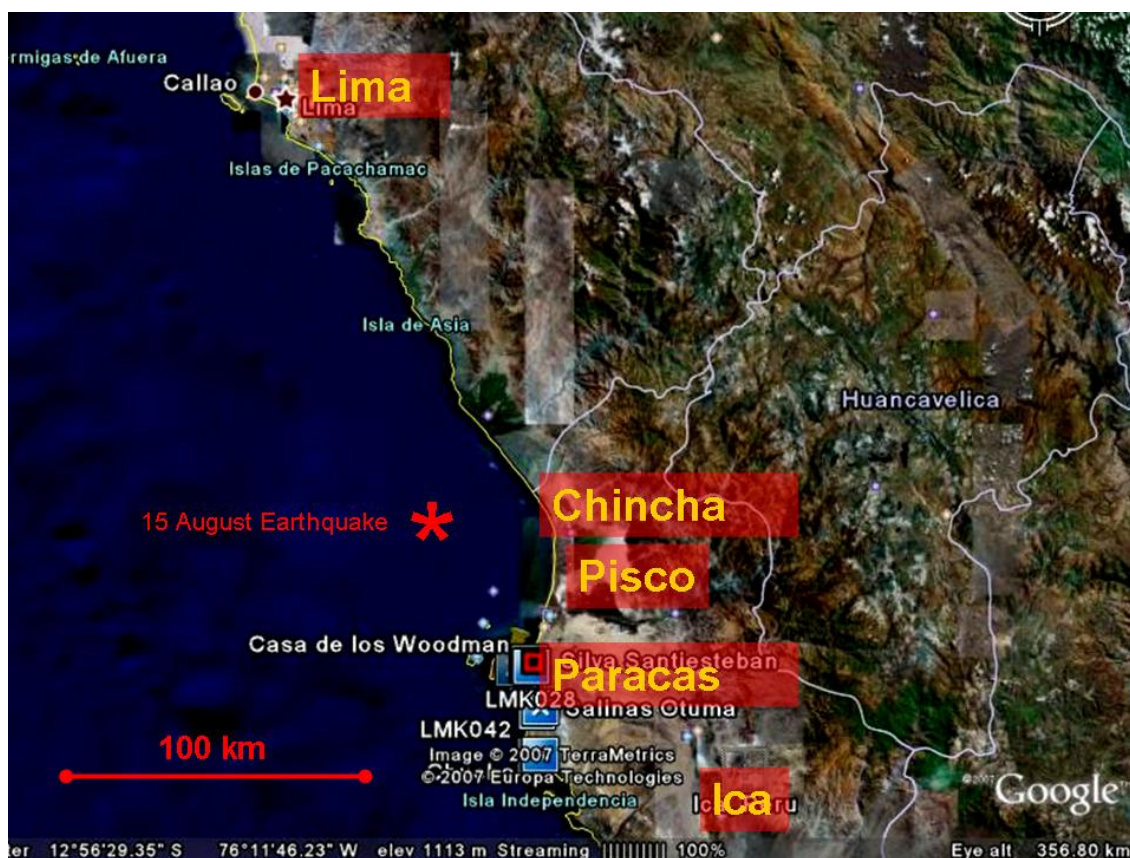 rmigas de Afuera
Callao
Lima
Lima
Islas de Pacachamac
Isla de Asia
Huancavelica
15 August Earthquake
*
Chincha
Pisco
Casa de los Woodman
Silva Santiesteban
Paracas
LMK028
Salinas Otuma
LMK042
100 km
Image © 2007 TerraMetrics
© 2007 Europa Technologies
Isla Independencia
Ica
© 2007
Google™
ter 12°56'29.35" S 76°11'46.23" W elev 1113 m Streaming |||||||||| 100% Eye alt 356.80 km